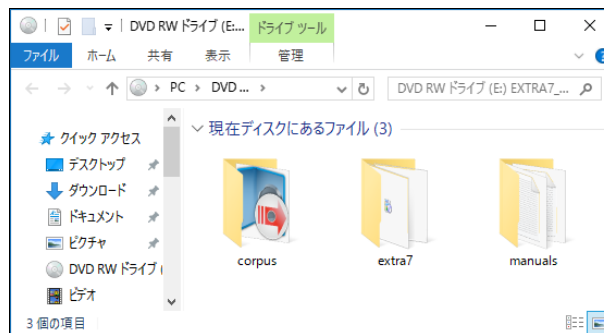 DVD RW ドライブ (E:...
ドライブ ツール
ファイル ホーム 共有 表示 管理
PC DVD ...
DVD RW ドライブ (E:) EXTRA7_...
クイック アクセス
現在ディスクにあるファイル (3)
デスクトップ
ダウンロード
ドキュメント
ピクチャ
DVD RW ドライブ (
ビデオ
corpus extra7 manuals
3 個の項目